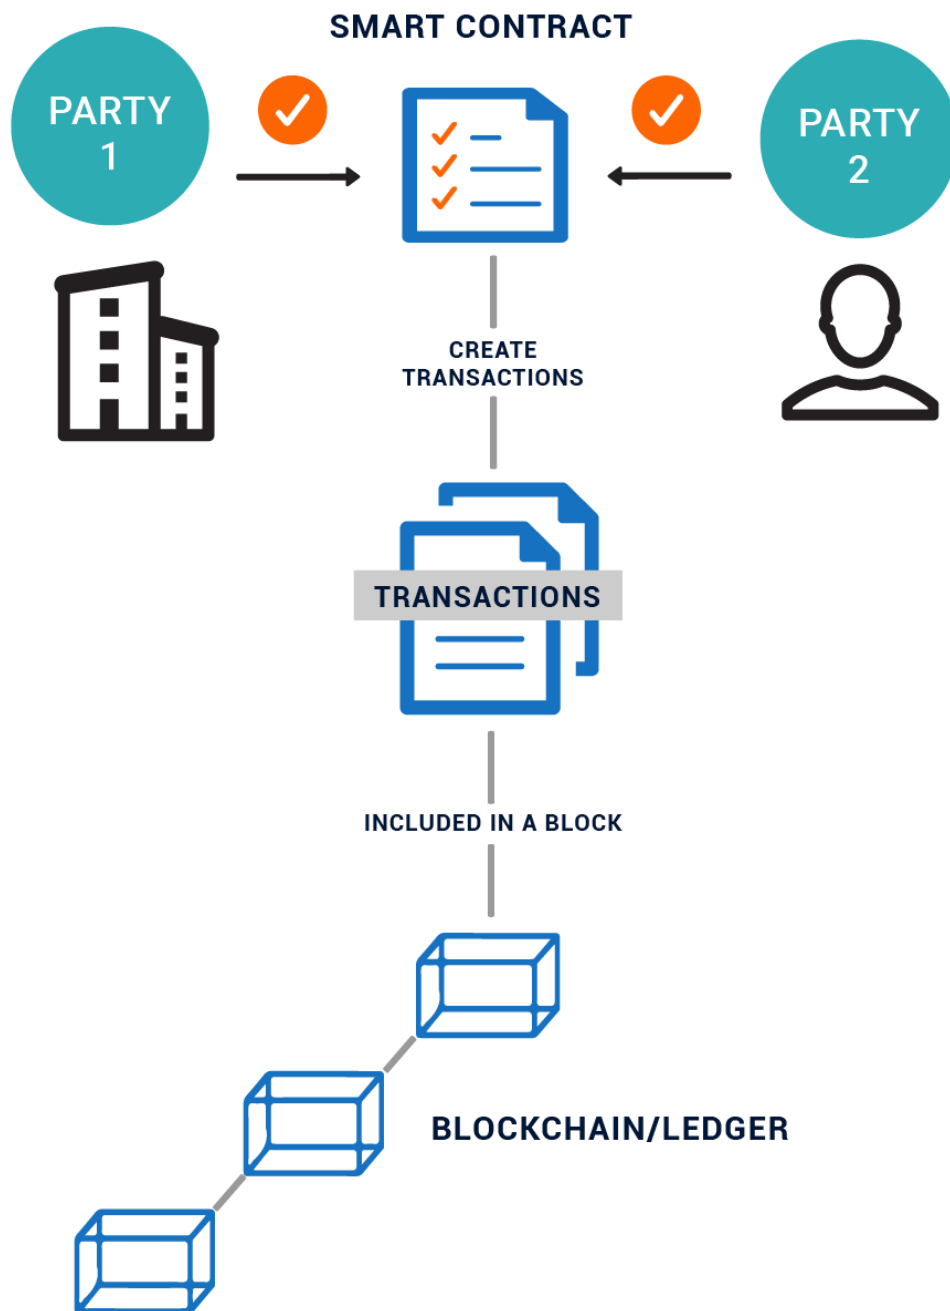 SMART CONTRACT
PARTY
1
PARTY
2
CREATE
TRANSACTIONS
TRANSACTIONS
INCLUDED IN A BLOCK
BLOCKCHAIN/LEDGER